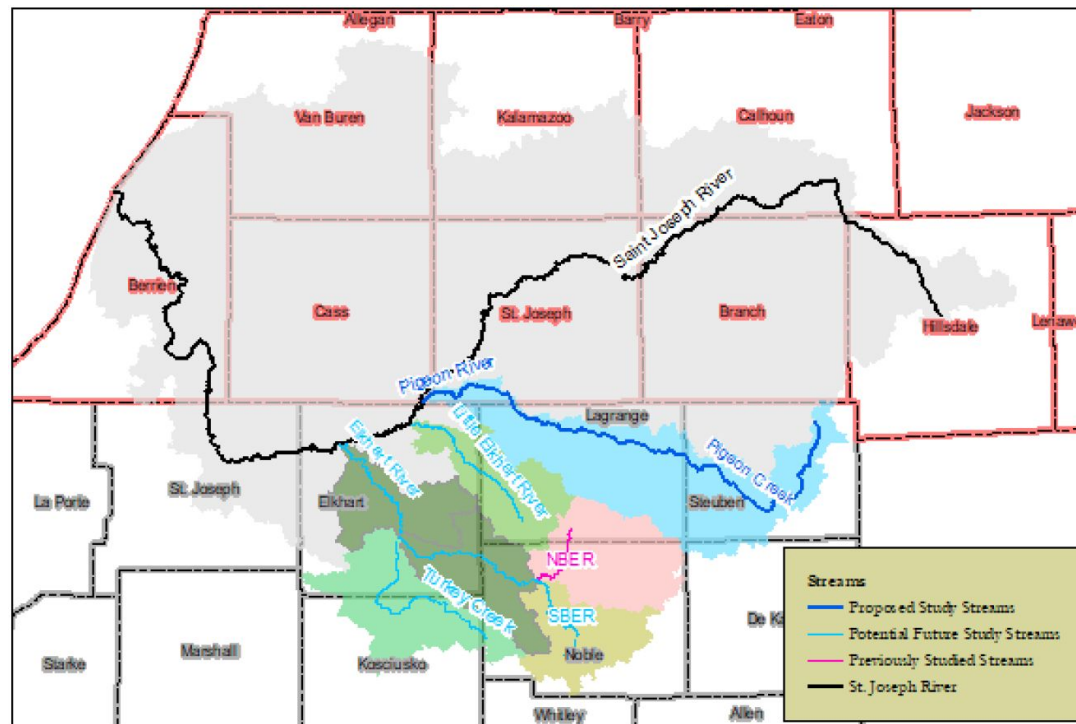 Allegan
Barry
Eaton
Van Buren
Kalamazoo
Calhoun
Jackson
Saint Joseph River
Berrien
Cass
St. Joseph
Branch
Hillsdale
Lenawe
Pigeon River
Lagrange
Little Elkhart River
Elkhart River
Pigeon Creek
La Porte
St. Joseph
Elkhart
Steuben
NBER
Turkey Creek
SBER
De Ka
Starke
Marshall
Kosciusko
Noble
Whitley
Allen
Streams
Proposed Study Streams
Potential Future Study Streams
Previously Studied Streams
St. Joseph River